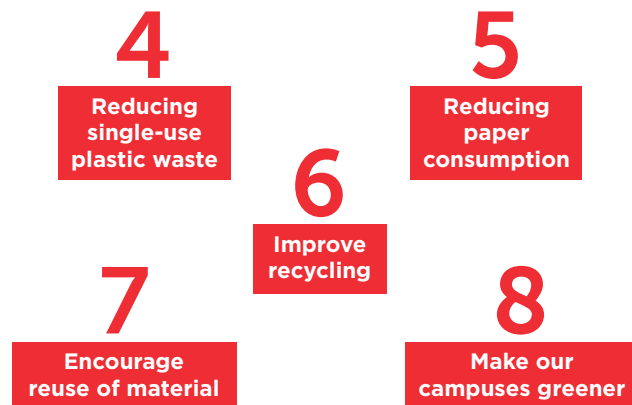 4
Reducing
single-use
plastic waste
5
Reducing
paper
consumption
6
Improve
recycling
7
Encourage
reuse of material
8
Make our
campuses greener